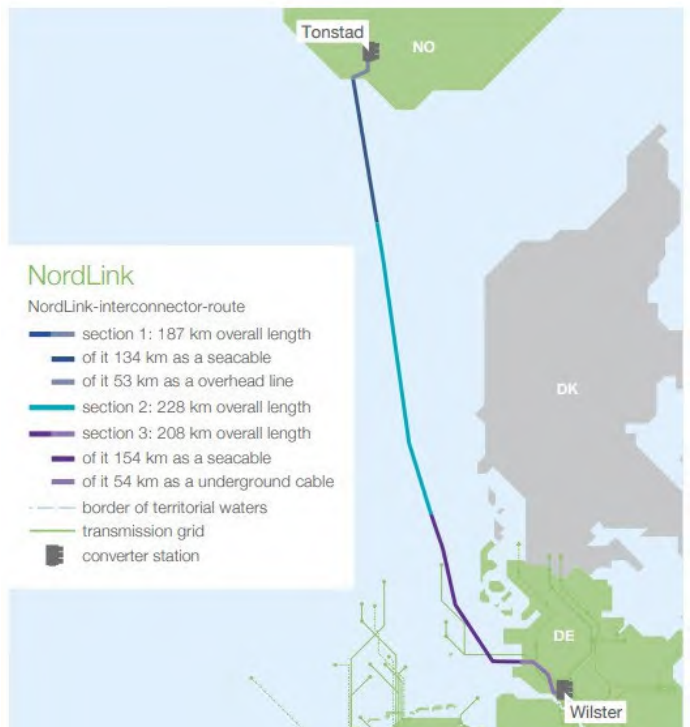 Tonstad
NO
NordLink
NordLink-interconnector-route
section 1: 187 km overall length
of it 134 km as a seacable
of it 53 km as a overhead line
section 2: 228 km overall length
section 3: 208 km overall length
of it 154 km as a seacable
of it 54 km as a underground cable
border of territorial waters
transmission grid
converter station
DK
DE
Wilster